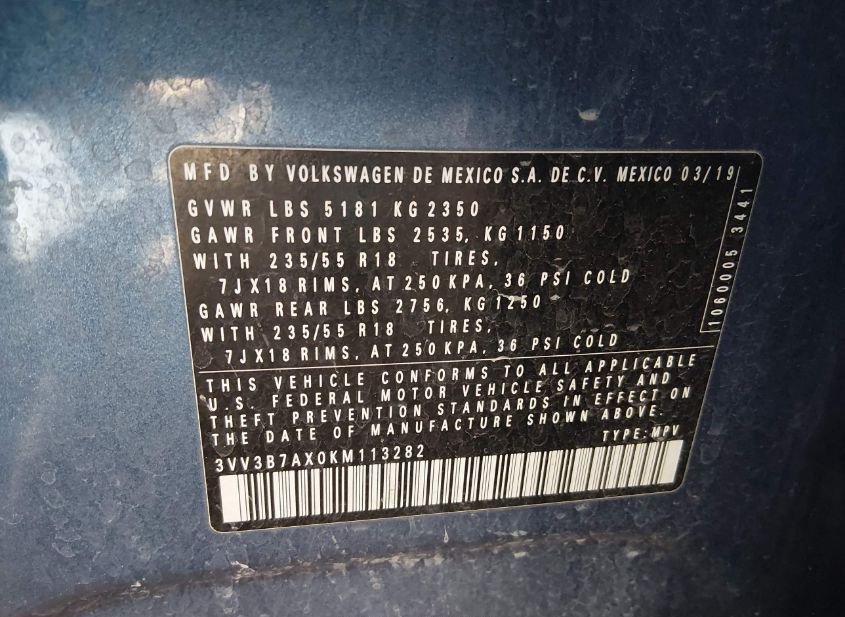 MFD BY VOLKSWAGEN DE MEXICO S.A. DE C.V. MEXICO 03/19
GVWR LBS 5181 KG 2350
GAWR FRONT LBS 2535, KG 1150
WITH 235/55 R18 TIRES,
7JX18 RIMS, AT 250 KPA, 36 PSI COLD
GAWR REAR LBS 2756, KG 1250
WITH 235/55 R18 TIRES,
7JX18 RIMS, AT 250 KPA, 36 PSI COLD
1060005 3441
THIS VEHICLE CONFORMS TO ALL APPLICABLE
U.S. FEDERAL MOTOR VEHICLE SAFETY AND
THEFT PREVENTION STANDARDS IN EFFECT ON
THE DATE OF MANUFACTURE SHOWN ABOVE.
TYPE: MPV
3VV3B7AX0KM113282